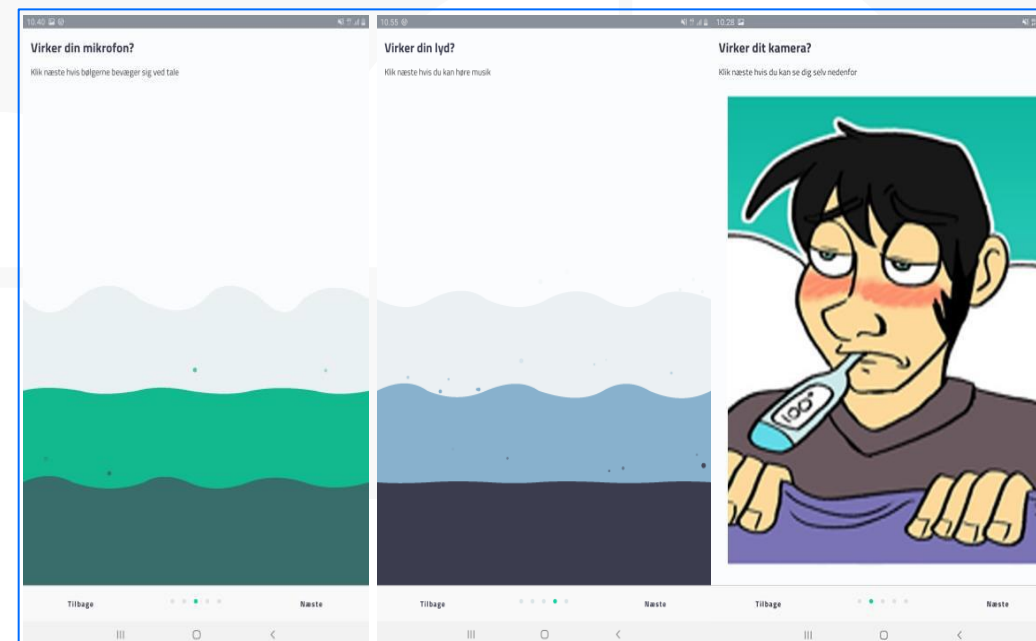 10.40
Virker din mikrofon?
Klik næste hvis bølgerne bevæger sig ved tale
Tilbage
Næste
10.55
Virker din lyd?
Klik næste hvis du kan høre musik
Tilbage
Næste
10.28
Virker dit kamera?
Klik næste hvis du kan se dig selv nedenfor
100°
Tilbage
Næste